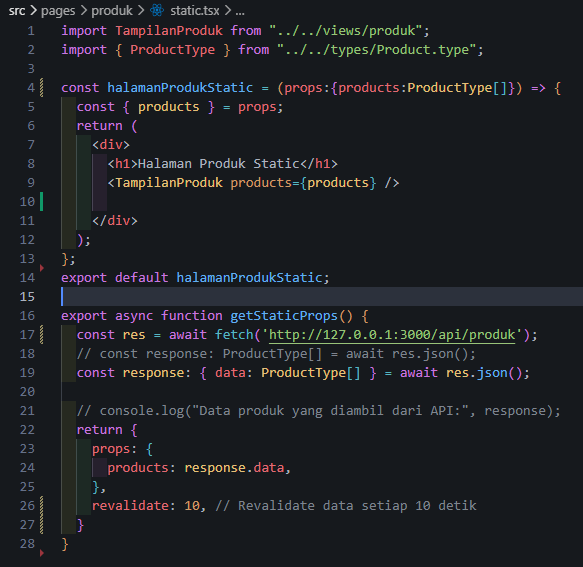 src > pages > produk > static.tsx > ...
1 import TampilanProduk from "../../views/produk";
2 import { ProductType } from "../../types/Product.type";
3
4 const halamanProdukStatic = (props:{products:ProductType[]}) => {
5   const { products } = props;
6   return (
7     <div>
8       <h1>Halaman Produk Static</h1>
9       <TampilanProduk products={products} />
10
11     </div>
12   );
13 };
14 export default halamanProdukStatic;
15
16 export async function getStaticProps() {
17   const res = await fetch('http://127.0.0.1:3000/api/produk');
18   // const response: ProductType[] = await res.json();
19   const response: { data: ProductType[] } = await res.json();
20
21   // console.log("Data produk yang diambil dari API:", response);
22   return {
23     props: {
24       products: response.data,
25     },
26     revalidate: 10, // Revalidate data setiap 10 detik
27   }
28 }